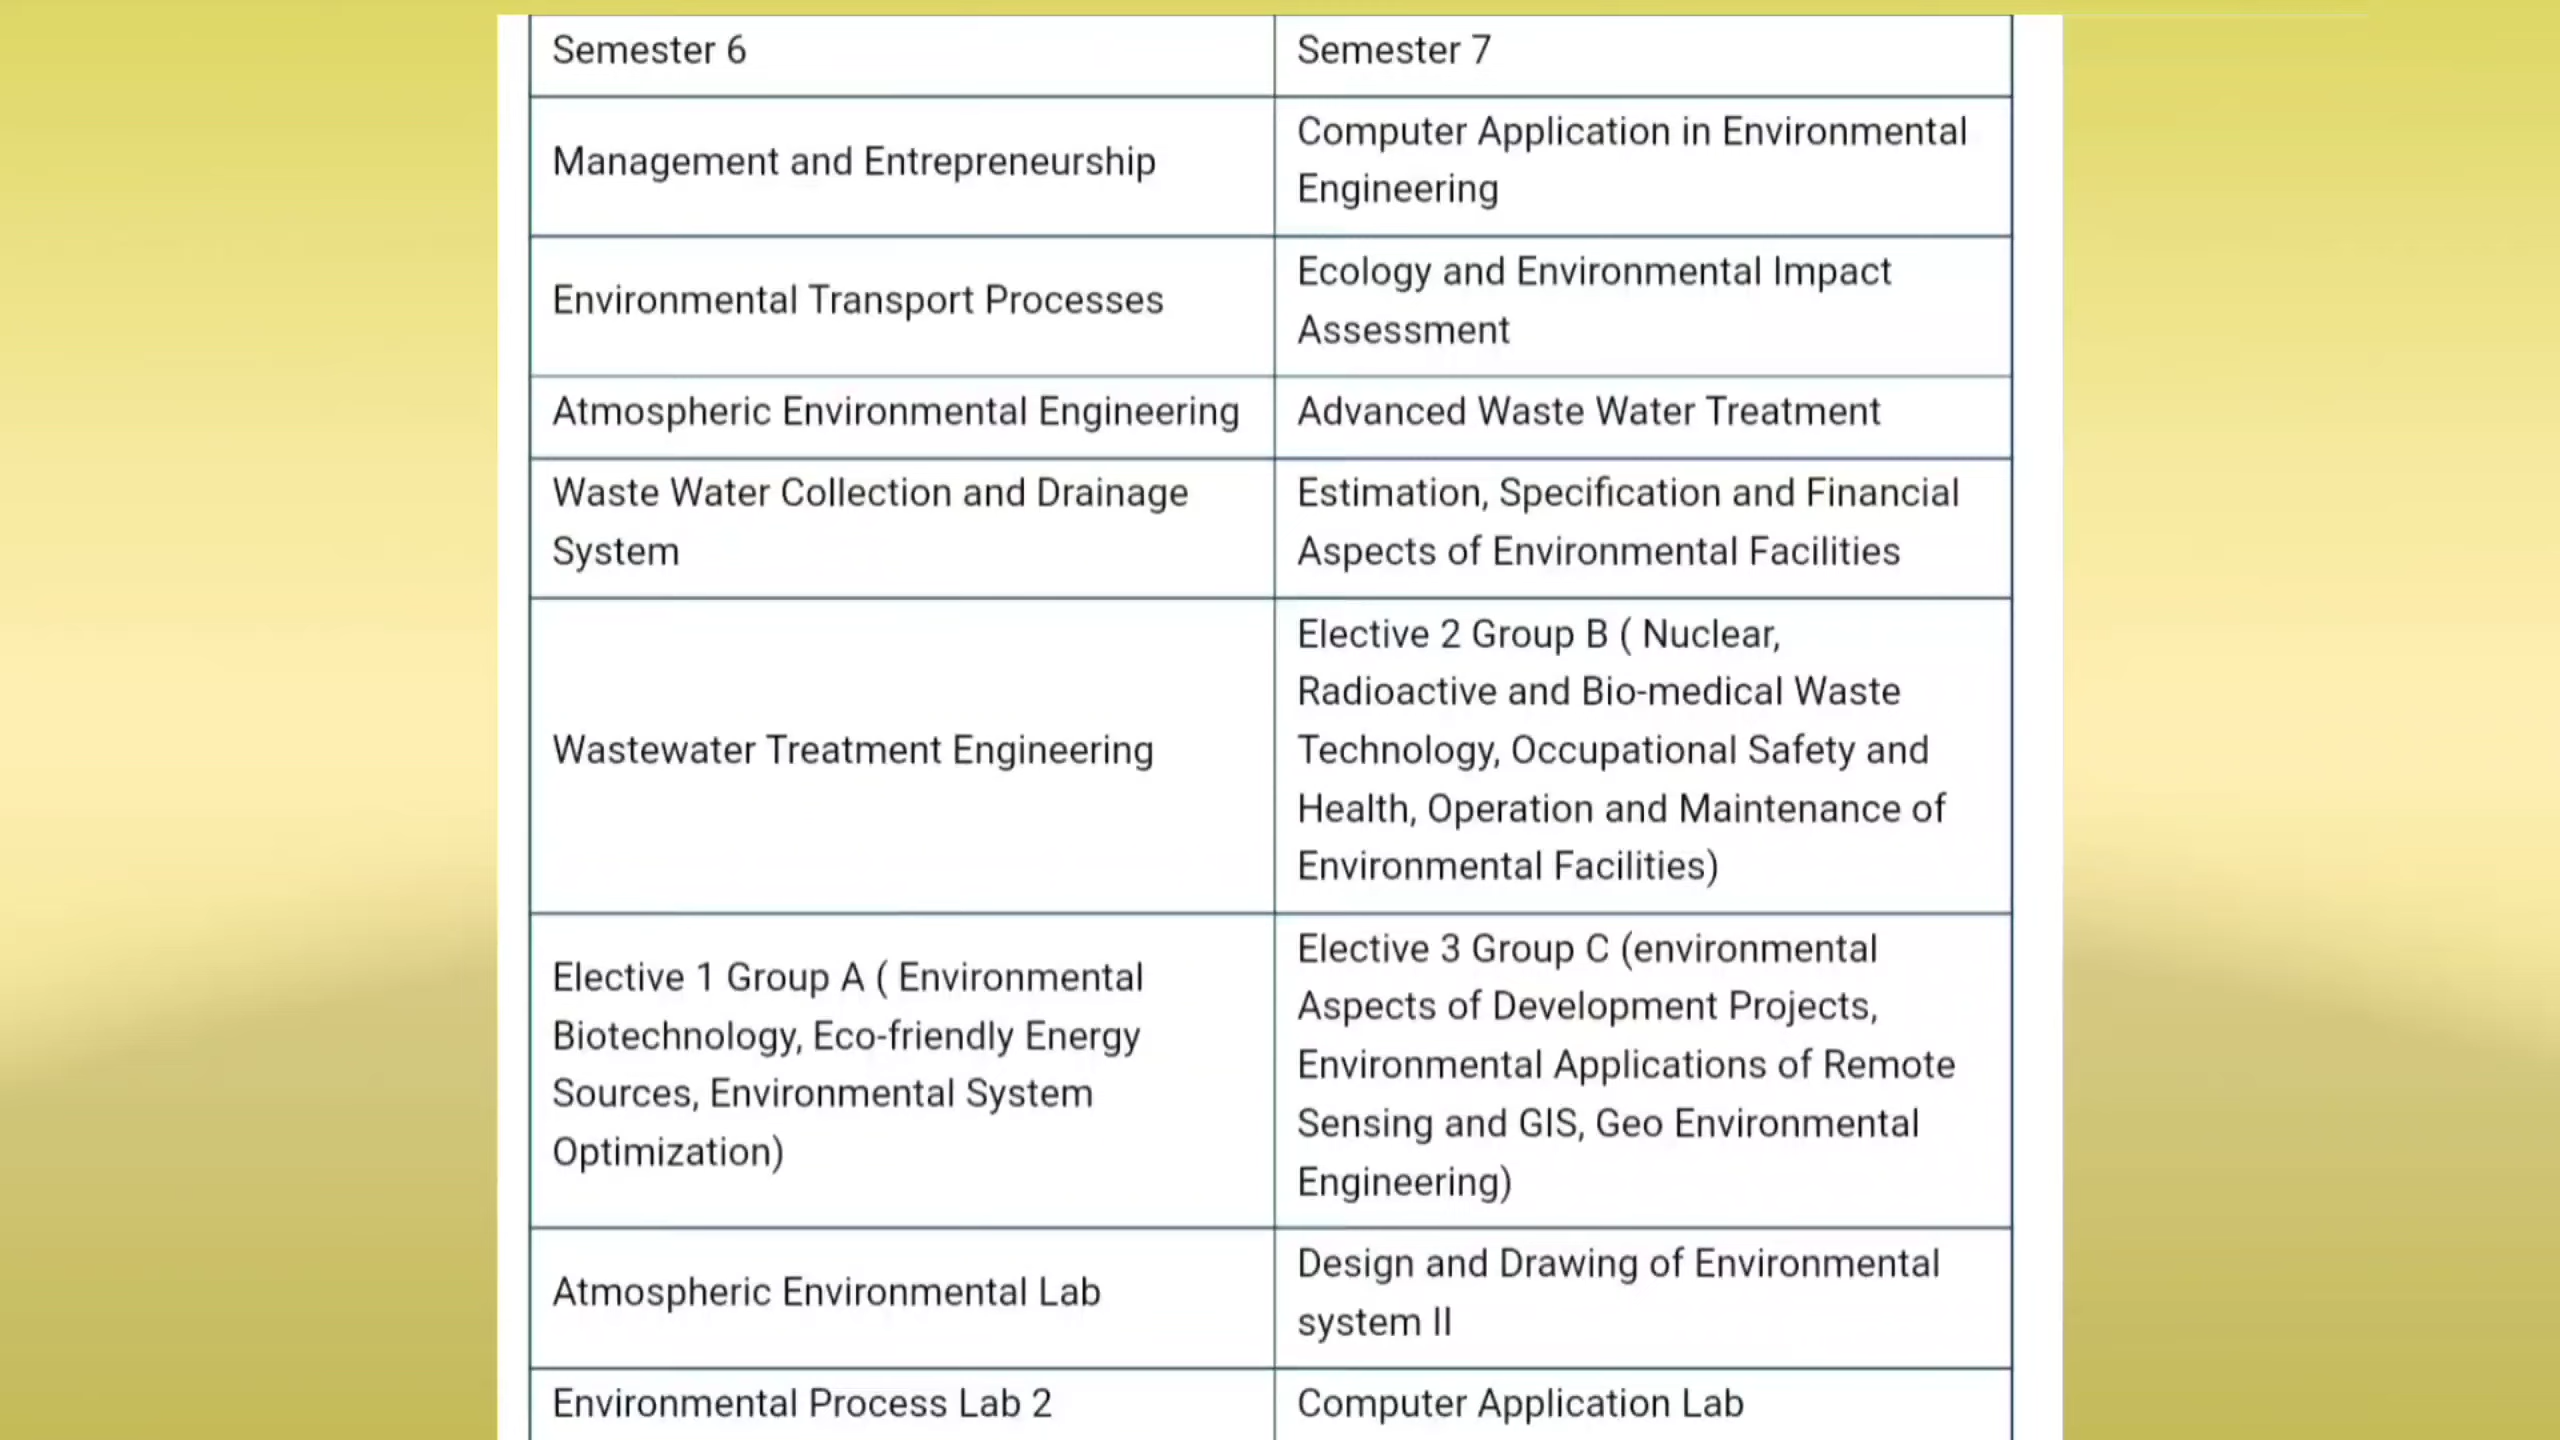 Semester 6
Semester 7
Management and Entrepreneurship
Computer Application in Environmental
Engineering
Environmental Transport Processes
Ecology and Environmental Impact
Assessment
Atmospheric Environmental Engineering
Advanced Waste Water Treatment
Waste Water Collection and Drainage
System
Estimation, Specification and Financial
Aspects of Environmental Facilities
Wastewater Treatment Engineering
Elective 2 Group B ( Nuclear,
Radioactive and Bio-medical Waste
Technology, Occupational Safety and
Health, Operation and Maintenance of
Environmental Facilities)
Elective 1 Group A ( Environmental
Biotechnology, Eco-friendly Energy
Sources, Environmental System
Optimization)
Elective 3 Group C (environmental
Aspects of Development Projects,
Environmental Applications of Remote
Sensing and GIS, Geo Environmental
Engineering)
Atmospheric Environmental Lab
Design and Drawing of Environmental
system II
Environmental Process Lab 2
Computer Application Lab